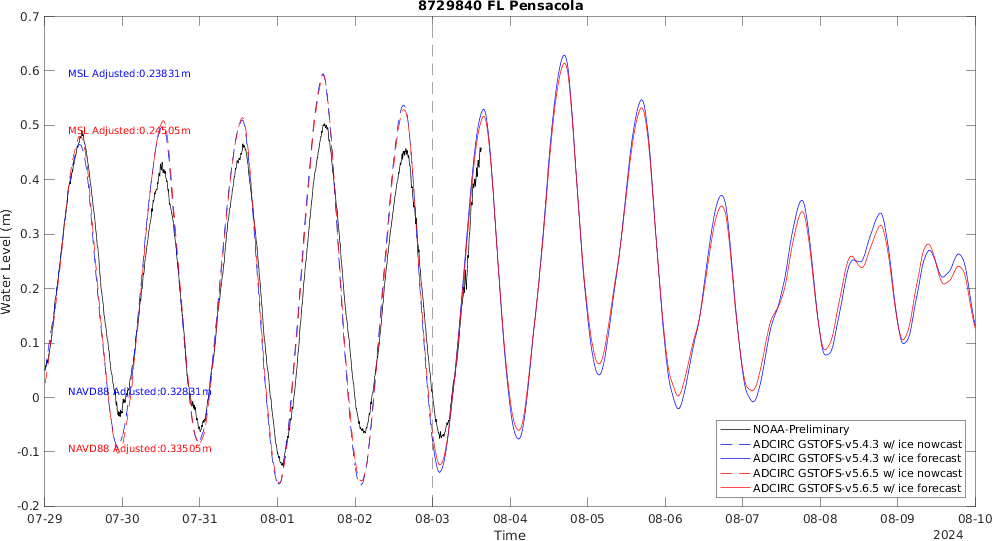 8729840 FL Pensacola
Water Level (m)
0.7
0.6
0.5
0.4
0.3
0.2
0.1
0
-0.1
-0.2
MSL Adjusted:0.23831m
MSL Adjusted:0.24505m
NAVD88 Adjusted:0.32831m
NAVD88 Adjusted:0.33505m
NOAA-Preliminary
ADCIRC GSTOFS-v5.4.3 w/ ice nowcast
ADCIRC GSTOFS-v5.4.3 w/ ice forecast
ADCIRC GSTOFS-v5.6.5 w/ ice nowcast
ADCIRC GSTOFS-v5.6.5 w/ ice forecast
07-29 07-30 07-31 08-01 08-02 08-03 08-04 08-05 08-06 08-07 08-08 08-09 08-10
Time
2024